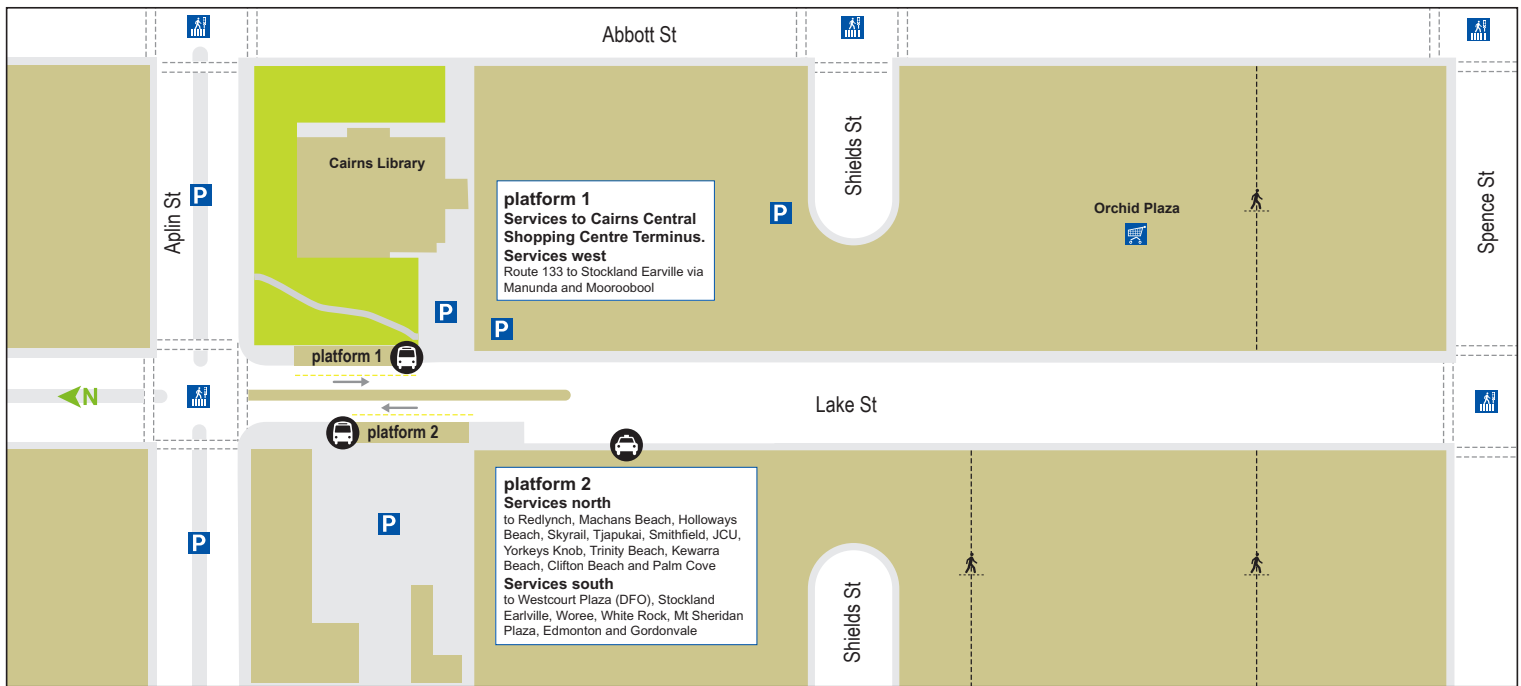 Abbott St
Shields St
Cairns Library
P
Aplin St
platform 1
Services to Cairns Central
Shopping Centre Terminus.
Services west
Route 133 to Stockland Earville via
Manunda and Mooroobool
P
Orchid Plaza
Spence St
P
P
platform 1
N
Lake St
platform 2
platform 2
Services north
to Redlynch, Machans Beach, Holloways
Beach, Skyrail, Tjapukai, Smithfield, JCU,
Yorkeys Knob, Trinity Beach, Kewarra
Beach, Clifton Beach and Palm Cove
Services south
to Westcourt Plaza (DFO), Stockland
Earlville, Woree, White Rock, Mt Sheridan
Plaza, Edmonton and Gordonvale
P
P
Shields St